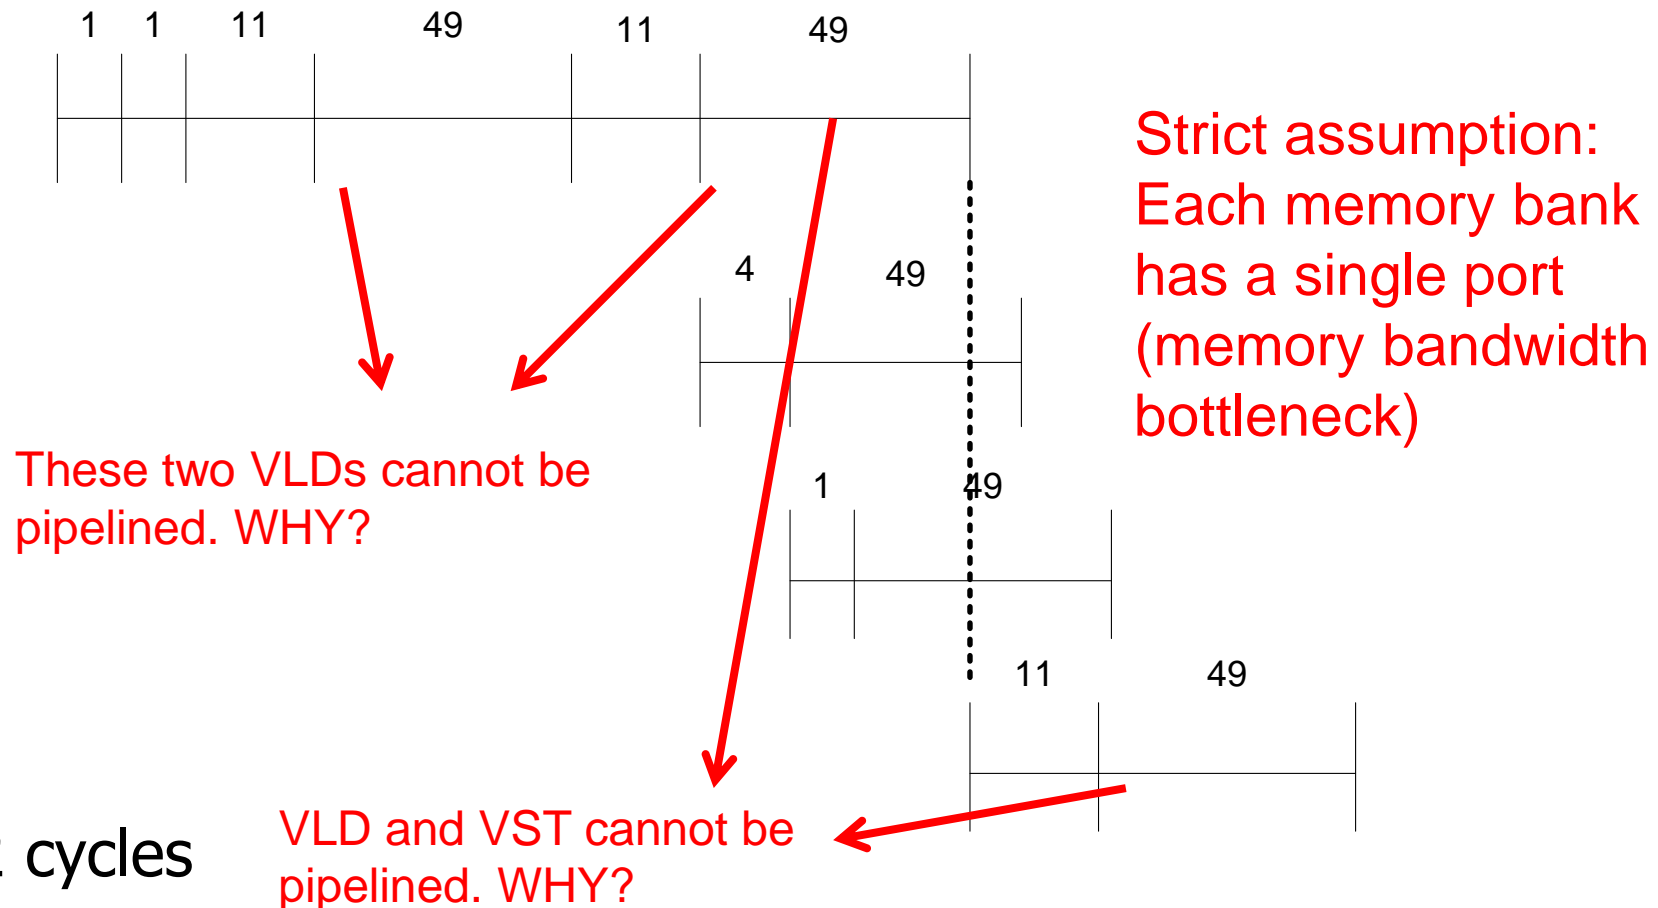 1 1 11 49 11 49
Strict assumption:
Each memory bank
has a single port
(memory bandwidth
bottleneck)
4 49
These two VLDs cannot be
pipelined. WHY?
1 49
11 49
VLD and VST cannot be
pipelined. WHY?
cycles